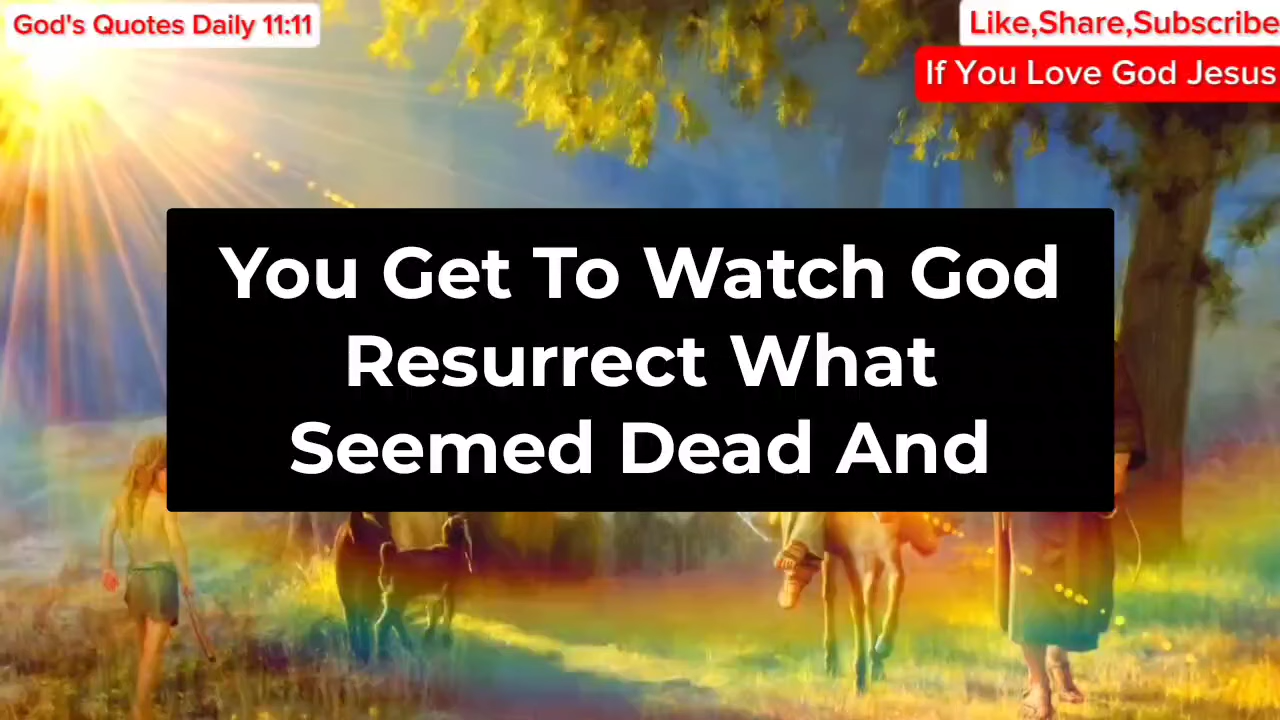 God's Quotes Daily 11:11
Like,Share,Subscribe
If You Love God Jesus
You Get To Watch God
Resurrect What
Seemed Dead And